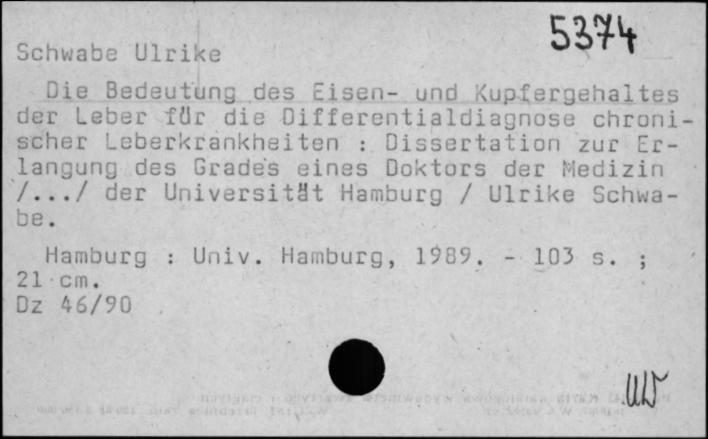 5374
Schwabe Ulrike
Die Bedeutung des Eisen- und Kupfergehaltes
der Leber für die Differentialdiagnose chroni-
scher Leberkrankheiten : Dissertation zur Er-
langung des Grades eines Doktors der Medizin
/.../ der Universität Hamburg / Ulrike Schwa-
be.
Hamburg : Univ. Hamburg, 1989. - 103 s. ;
21 cm.
Dz 46/90